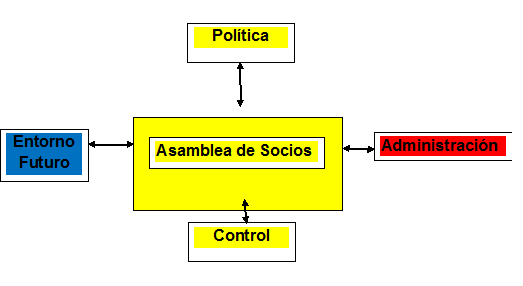 Política
Entorno
Futuro
Asamblea de Socios
Administración
Control